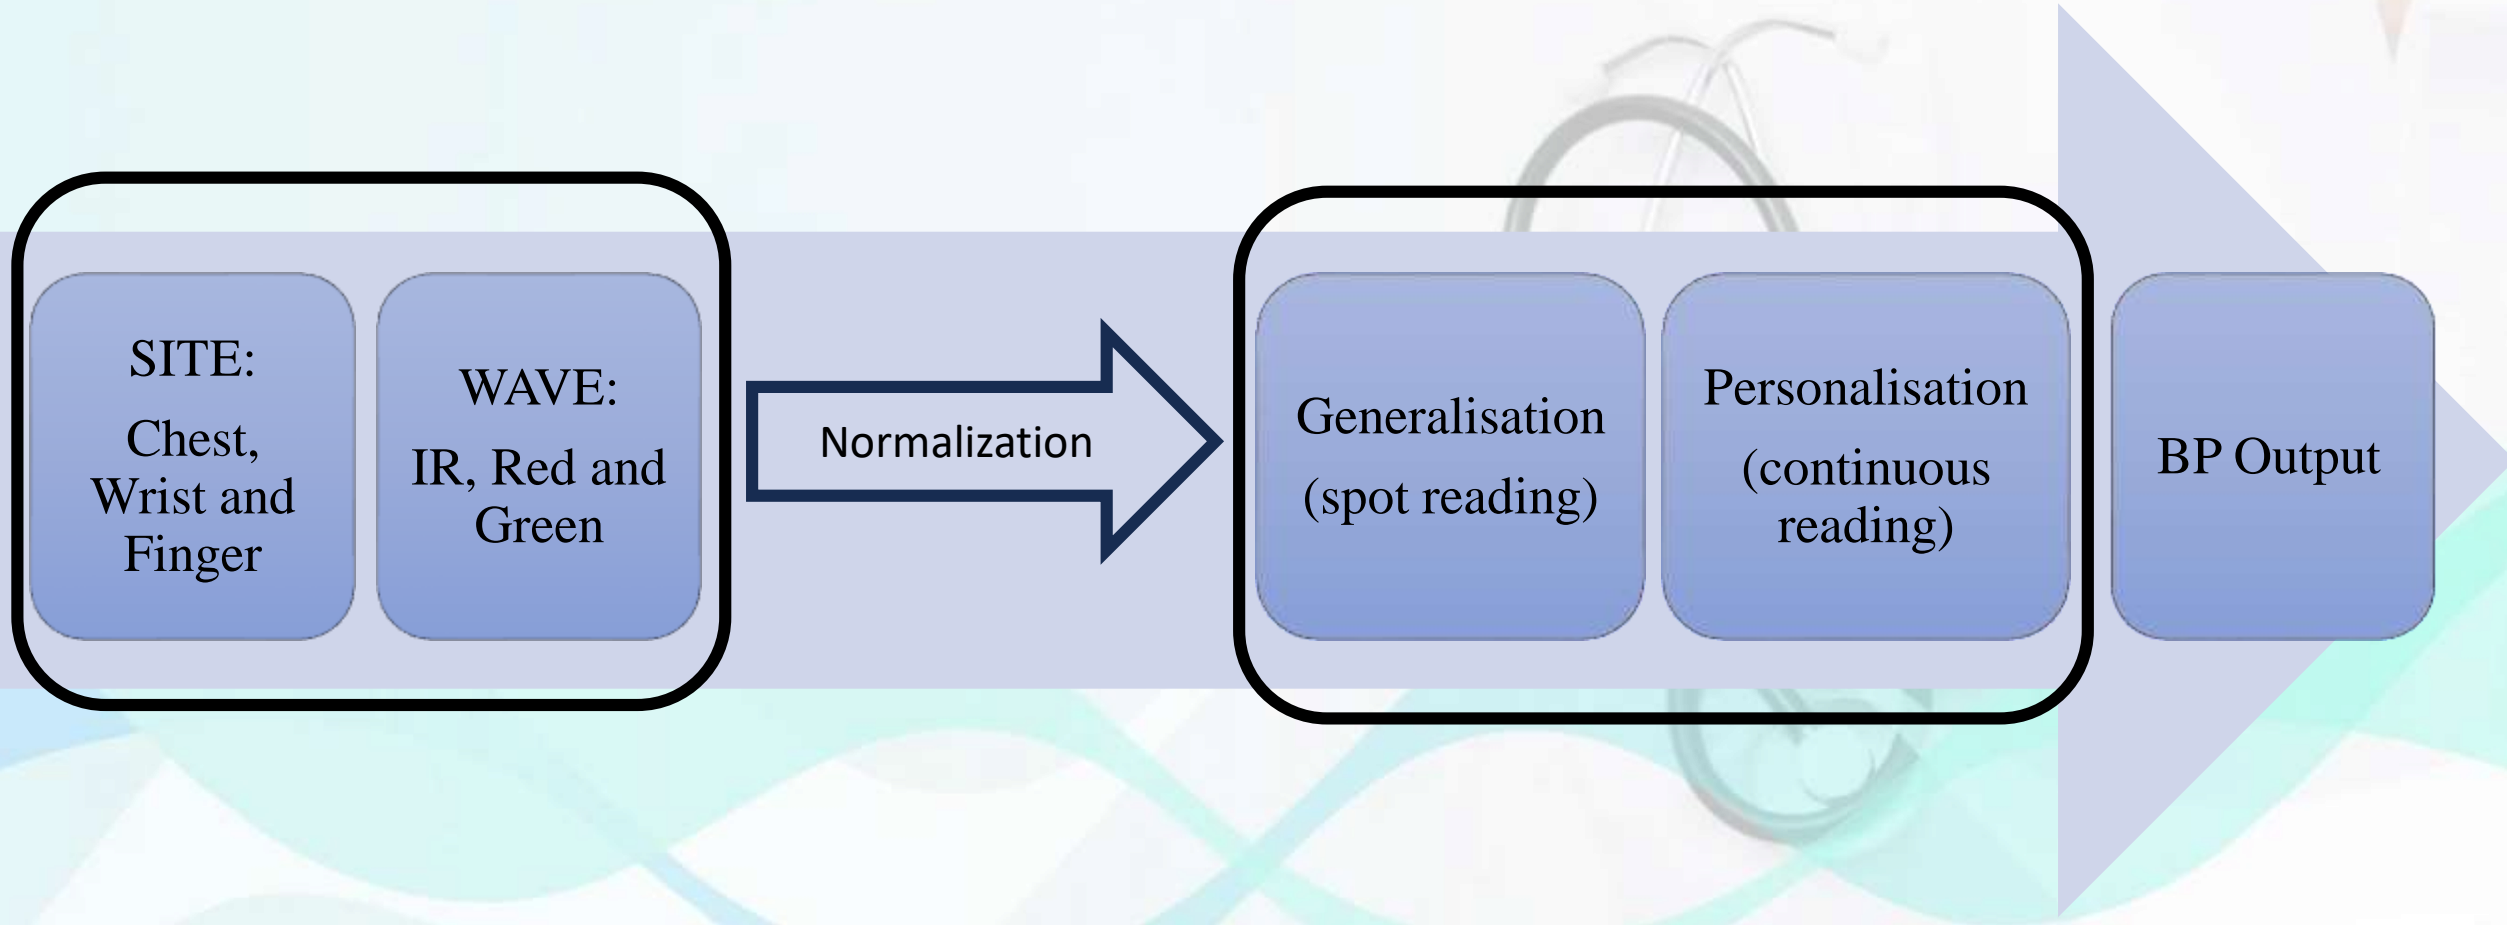 SITE:
Chest,
Wrist and
Finger
WAVE:
IR, Red and
Green
Normalization
Generalisation
(spot reading)
Personalisation
(continuous
reading)
BP Output